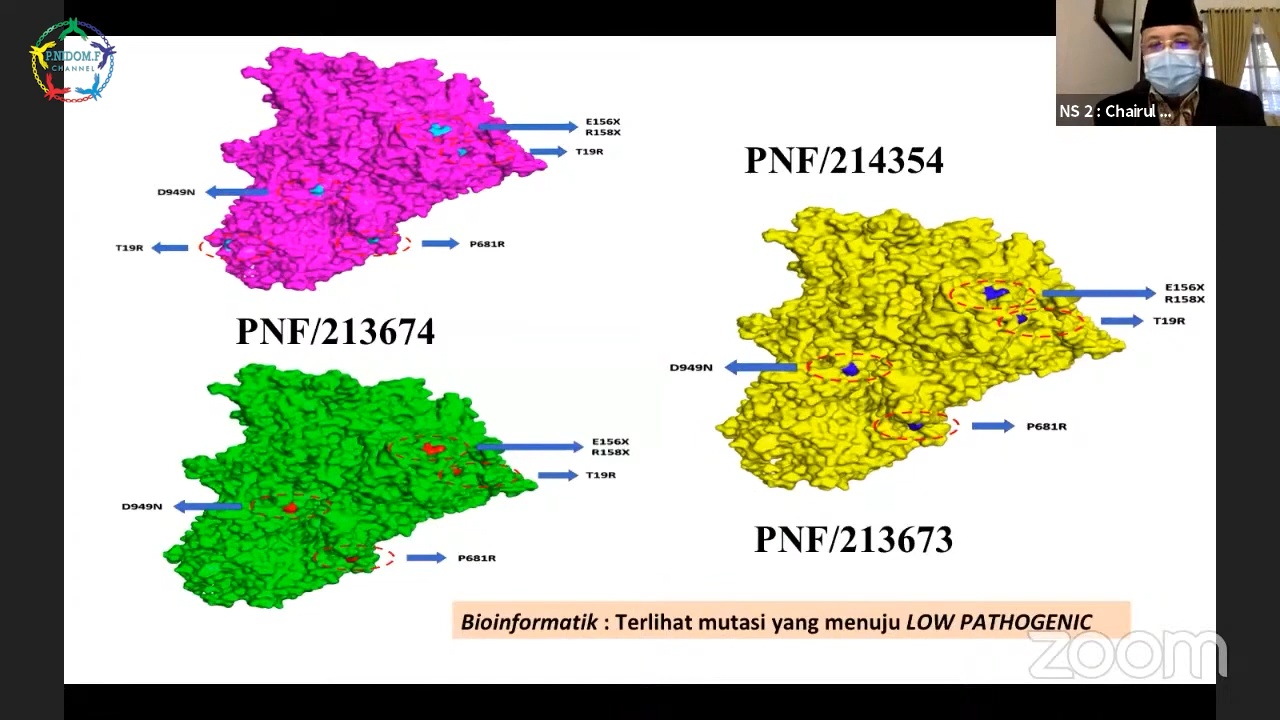 P.NIDOM.F
CHANNEL
NS 2 : Chairul ...
E156X
R158X
T19R
D949N
T19R
P681R
PNF/213674
PNF/214354
E156X
R158X
T19R
D949N
P681R
PNF/213673
E156X
R158X
T19R
D949N
P681R
Bioinformatik : Terlihat mutasi yang menuju LOW PATHOGENIC
zoom